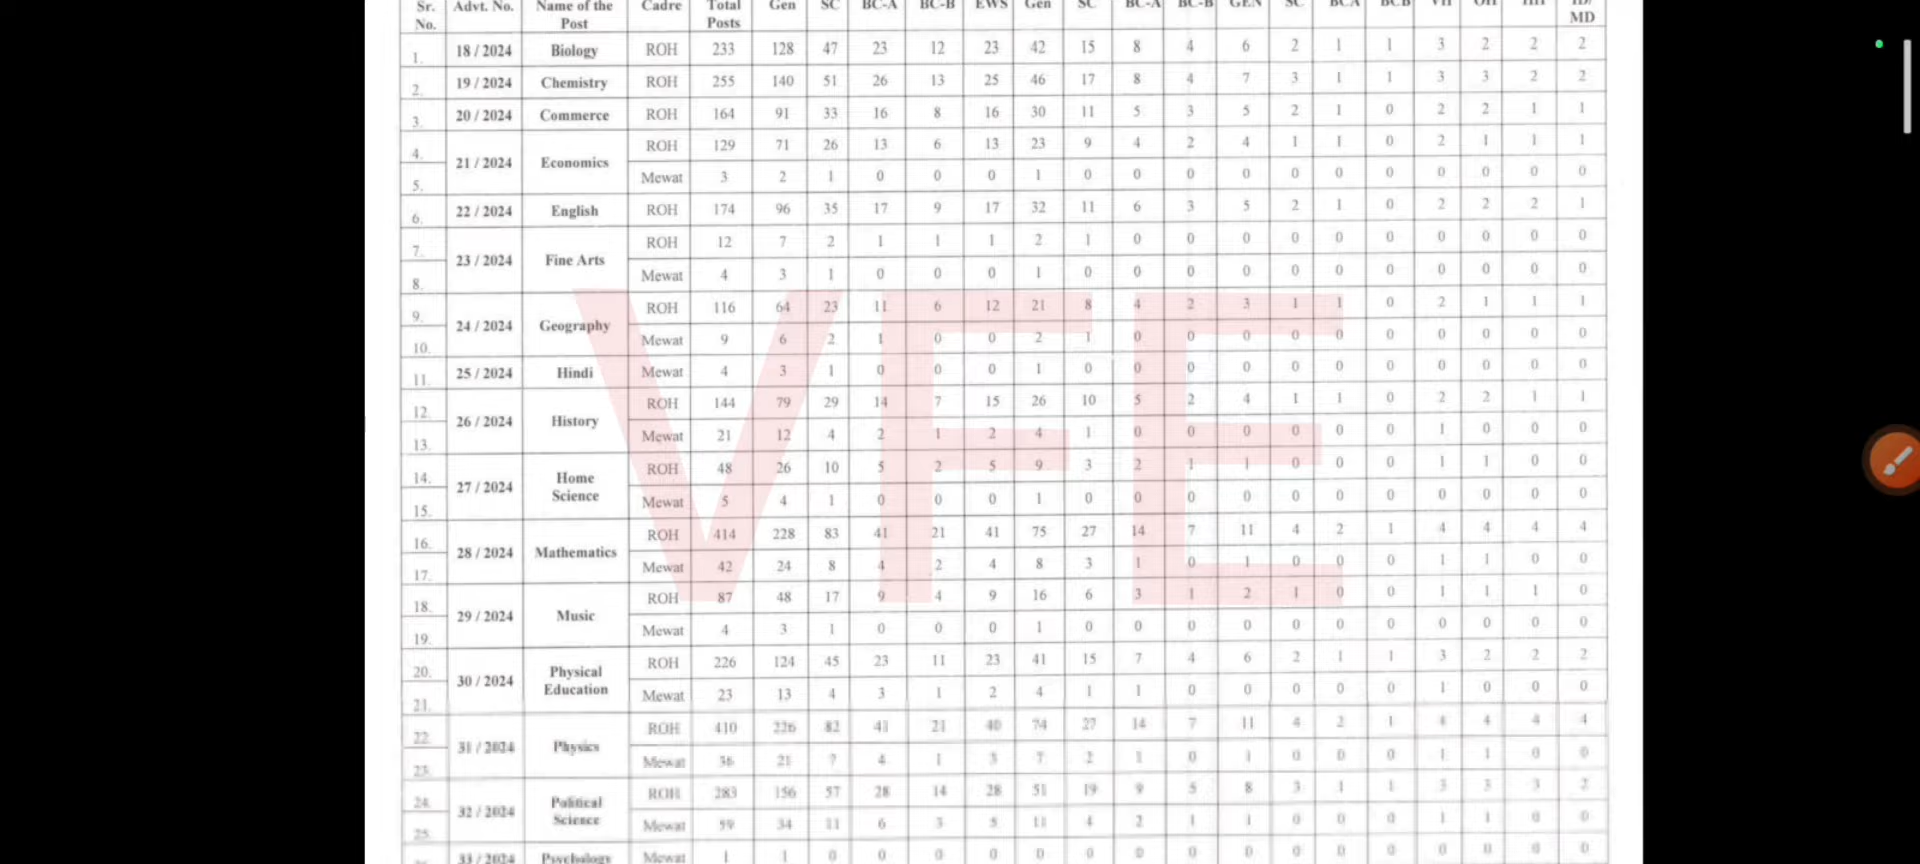 Sr. No. Advt. No. Name of the Post Cadre Total Posts Gen SC BC-A BC-B EWS Gen SC BC-A BC-B GEN SC BCA BCB VH OH HH ID/ MD
1. 18 / 2024 Biology ROH 233 128 47 23 12 23 42 15 8 4 6 2 1 1 3 2 2 2
2. 19 / 2024 Chemistry ROH 255 140 51 26 13 25 46 17 8 4 7 3 1 1 3 3 2 2
3. 20 / 2024 Commerce ROH 164 91 33 16 8 16 30 11 5 3 5 2 1 0 2 2 1 1
4. 21 / 2024 Economics ROH 129 71 26 13 6 13 23 9 4 2 4 1 1 0 2 1 1 1
5. Mewat 3 2 1 0 0 0 1 0 0 0 0 0 0 0 0 0 0 0
6. 22 / 2024 English ROH 174 96 35 17 9 17 32 11 6 3 5 2 1 0 2 2 2 1
7. 23 / 2024 Fine Arts ROH 12 7 2 1 1 1 2 1 0 0 0 0 0 0 0 0 0 0
8. Mewat 4 3 1 0 0 0 1 0 0 0 0 0 0 0 0 0 0 0
9. 24 / 2024 Geography ROH 116 64 23 11 6 12 21 8 4 2 3 1 1 0 2 1 1 1
10. Mewat 9 6 2 1 0 0 2 1 0 0 0 0 0 0 0 0 0 0
11. 25 / 2024 Hindi Mewat 4 3 1 0 0 0 1 0 0 0 0 0 0 0 0 0 0 0
12. 26 / 2024 History ROH 144 79 29 14 7 15 26 10 5 2 4 1 1 0 2 2 1 1
13. Mewat 21 12 4 2 1 2 4 1 0 0 0 0 0 0 1 0 0 0
14. 27 / 2024 Home Science ROH 48 26 10 5 2 5 9 3 2 1 1 0 0 0 1 1 0 0
15. Mewat 5 4 1 0 0 0 1 0 0 0 0 0 0 0 0 0 0 0
16. 28 / 2024 Mathematics ROH 414 228 83 41 21 41 75 27 14 7 11 4 2 1 4 4 4 4
17. Mewat 42 24 8 4 2 4 8 3 1 0 1 0 0 0 1 1 0 0
18. 29 / 2024 Music ROH 87 48 17 9 4 9 16 6 3 1 2 1 0 0 1 1 1 0
19. Mewat 4 3 1 0 0 0 1 0 0 0 0 0 0 0 0 0 0 0
20. 30 / 2024 Physical Education ROH 226 124 45 23 11 23 41 15 7 4 6 2 1 1 3 2 2 2
21. Mewat 23 13 4 3 1 2 4 1 1 0 0 0 0 0 1 0 0 0
22. 31 / 2024 Physics ROH 410 226 82 41 21 40 74 27 14 7 11 4 2 1 4 4 4 4
23. Mewat 36 21 7 4 1 3 7 2 1 0 1 0 0 0 1 1 0 0
24. 32 / 2024 Political Science ROH 283 156 57 28 14 28 51 19 9 5 8 3 1 1 3 3 3 2
25. Mewat 59 34 11 6 3 5 11 4 2 1 1 0 0 0 1 1 0 0
33 / 2024 Psychology Mewat 1 1 0 0 0 0 0 0 0 0 0 0 0 0 0 0 0 0
VFE